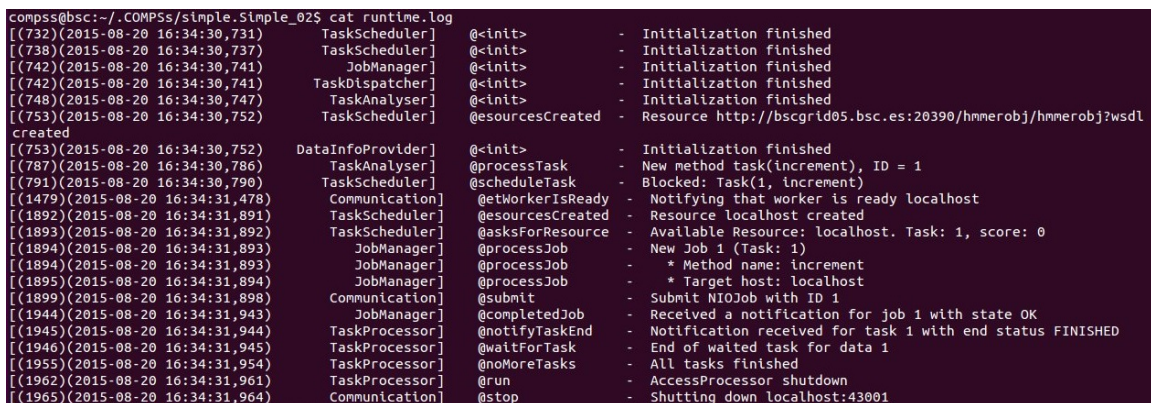 compss@bsc:~/.COMPSs/simple.Simple_02$ cat runtime.log
[(732)(2015-08-20 16:34:30,731) TaskScheduler] @<init> - Initialization finished
[(738)(2015-08-20 16:34:30,737) TaskScheduler] @<init> - Initialization finished
[(742)(2015-08-20 16:34:30,741) JobManager] @<init> - Initialization finished
[(742)(2015-08-20 16:34:30,741) TaskDispatcher] @<init> - Initialization finished
[(748)(2015-08-20 16:34:30,747) TaskAnalyser] @<init> - Initialization finished
[(753)(2015-08-20 16:34:30,752) TaskScheduler] @esourcesCreated - Resource http://bscgrid05.bsc.es:20390/hmmerobj/hmmerobj?wsdl
created
[(753)(2015-08-20 16:34:30,752) DataInfoProvider] @<init> - Initialization finished
[(787)(2015-08-20 16:34:30,786) TaskAnalyser] @processTask - New method task(increment), ID = 1
[(791)(2015-08-20 16:34:30,790) TaskScheduler] @scheduleTask - Blocked: Task(1, increment)
[(1479)(2015-08-20 16:34:31,478) Communication] @etWorkerIsReady - Notifying that worker is ready localhost
[(1892)(2015-08-20 16:34:31,891) TaskScheduler] @esourcesCreated - Resource localhost created
[(1893)(2015-08-20 16:34:31,892) TaskScheduler] @asksForResource - Available Resource: localhost. Task: 1, score: 0
[(1894)(2015-08-20 16:34:31,893) JobManager] @processJob - New Job 1 (Task: 1)
[(1894)(2015-08-20 16:34:31,893) JobManager] @processJob - * Method name: increment
[(1895)(2015-08-20 16:34:31,894) JobManager] @processJob - * Target host: localhost
[(1899)(2015-08-20 16:34:31,898) Communication] @submit - Submit NIOJob with ID 1
[(1944)(2015-08-20 16:34:31,943) JobManager] @completedJob - Received a notification for job 1 with state OK
[(1945)(2015-08-20 16:34:31,944) TaskProcessor] @notifyTaskEnd - Notification received for task 1 with end status FINISHED
[(1946)(2015-08-20 16:34:31,945) TaskProcessor] @waitForTask - End of waited task for data 1
[(1955)(2015-08-20 16:34:31,954) TaskProcessor] @noMoreTasks - All tasks finished
[(1962)(2015-08-20 16:34:31,961) TaskProcessor] @run - AccessProcessor shutdown
[(1965)(2015-08-20 16:34:31,964) Communication] @stop - Shutting down localhost:43001